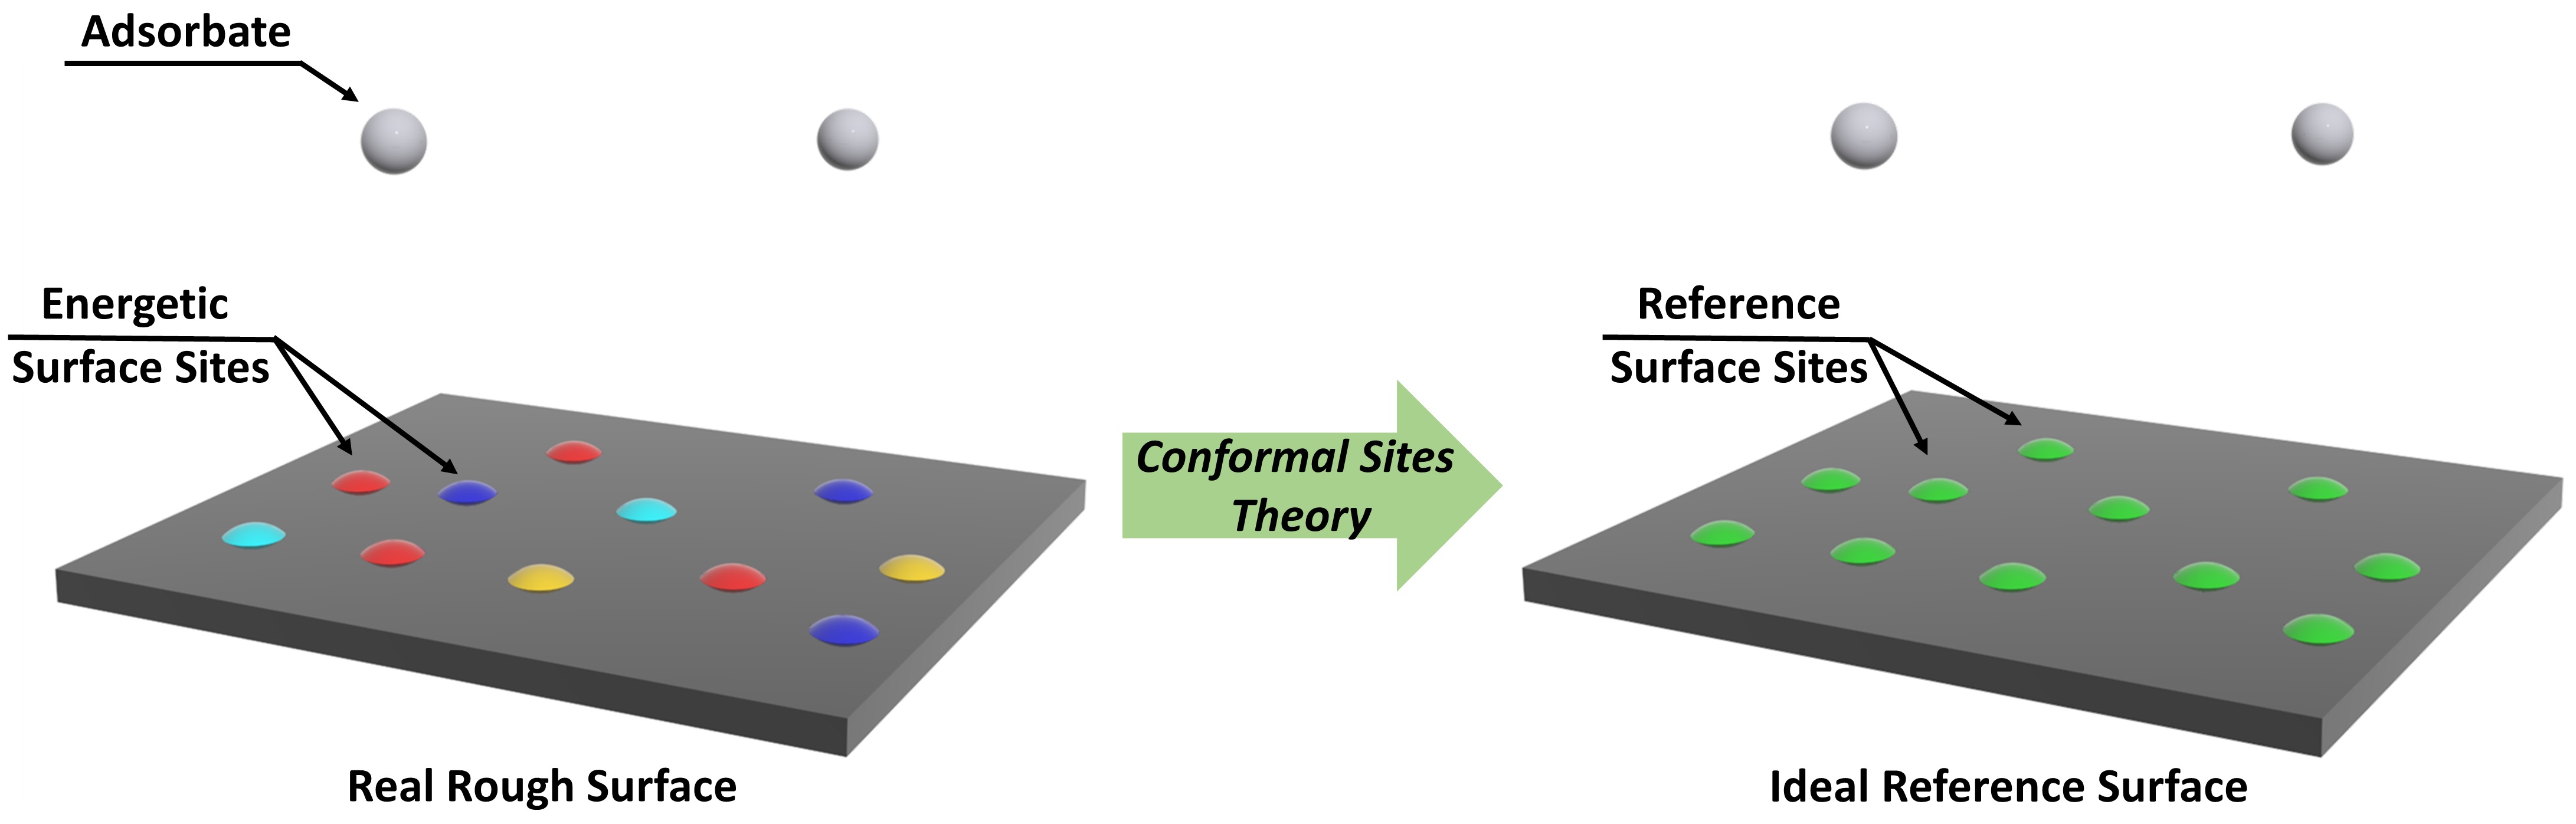 Adsorbate
Energetic
Surface Sites
Real Rough Surface
Conformal Sites
Theory
Reference
Surface Sites
Ideal Reference Surface